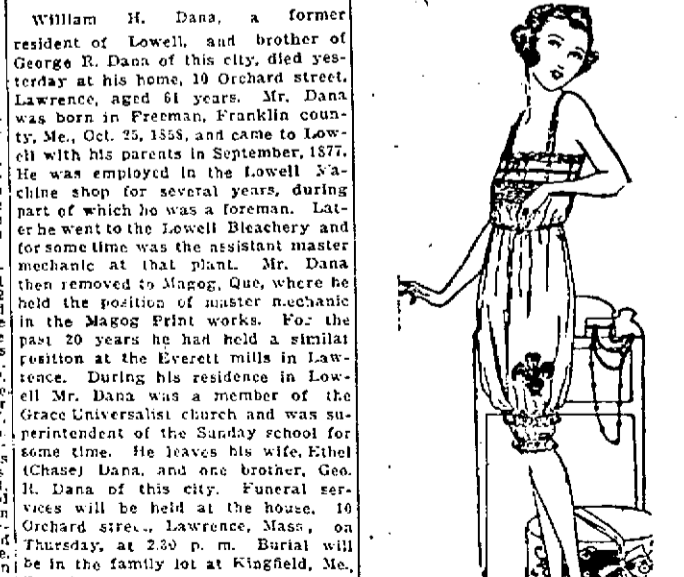 William H. Dana, a former
resident of Lowell, and brother of
George R. Dana of this city, died yes-
terday at his home, 10 Orchard street,
Lawrence, aged 61 years. Mr. Dana
was born in Freeman, Franklin coun-
ty, Me., Oct. 25, 1858, and came to Low-
ell with his parents in September, 1877.
He was employed in the Lowell Ma-
chine shop for several years, during
part of which he was a foreman. Lat-
er he went to the Lowell Bleachery and
for some time was the assistant master
mechanic at that plant. Mr. Dana
then removed to Magog, Que, where he
held the position of master mechanic
in the Magog Print works. For the
past 20 years he had held a similar
position at the Everett mills in Law-
rence. During his residence in Low-
ell Mr. Dana was a member of the
Grace Universalist church and was su-
perintendent of the Sunday school for
some time. He leaves his wife, Ethel
(Chase) Dana, and one brother, Geo.
R. Dana of this city. Funeral ser-
vices will be held at the house, 10
Orchard street, Lawrence, Mass, on
Thursday, at 2.30 p. m. Burial will
be in the family lot at Kingfield, Me.,